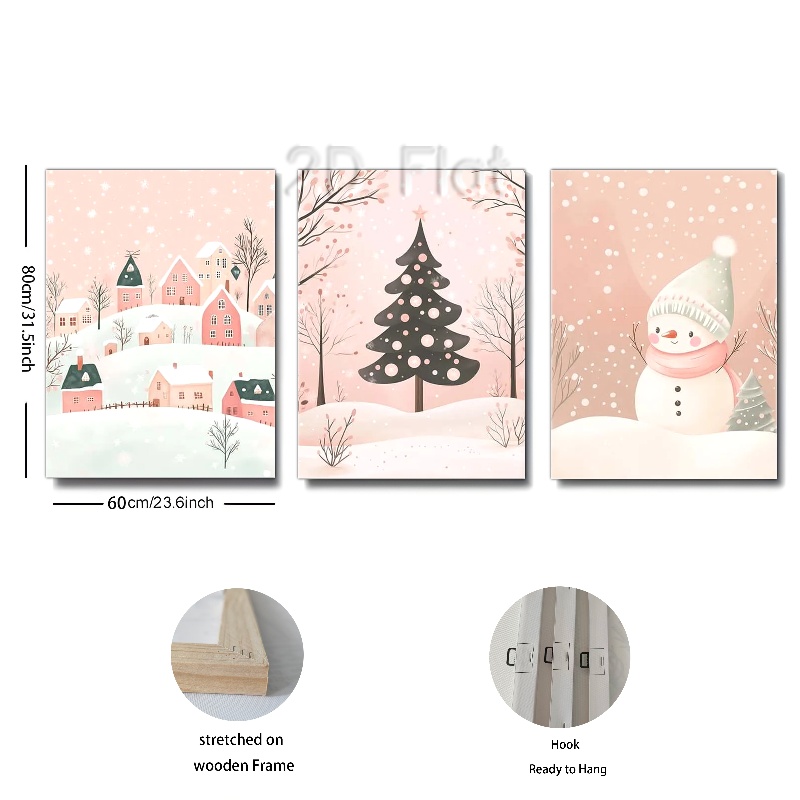 2D Flat
80cm/31.5inch
60cm/23.6inch
stretched on
wooden Frame
Hook
Ready to Hang